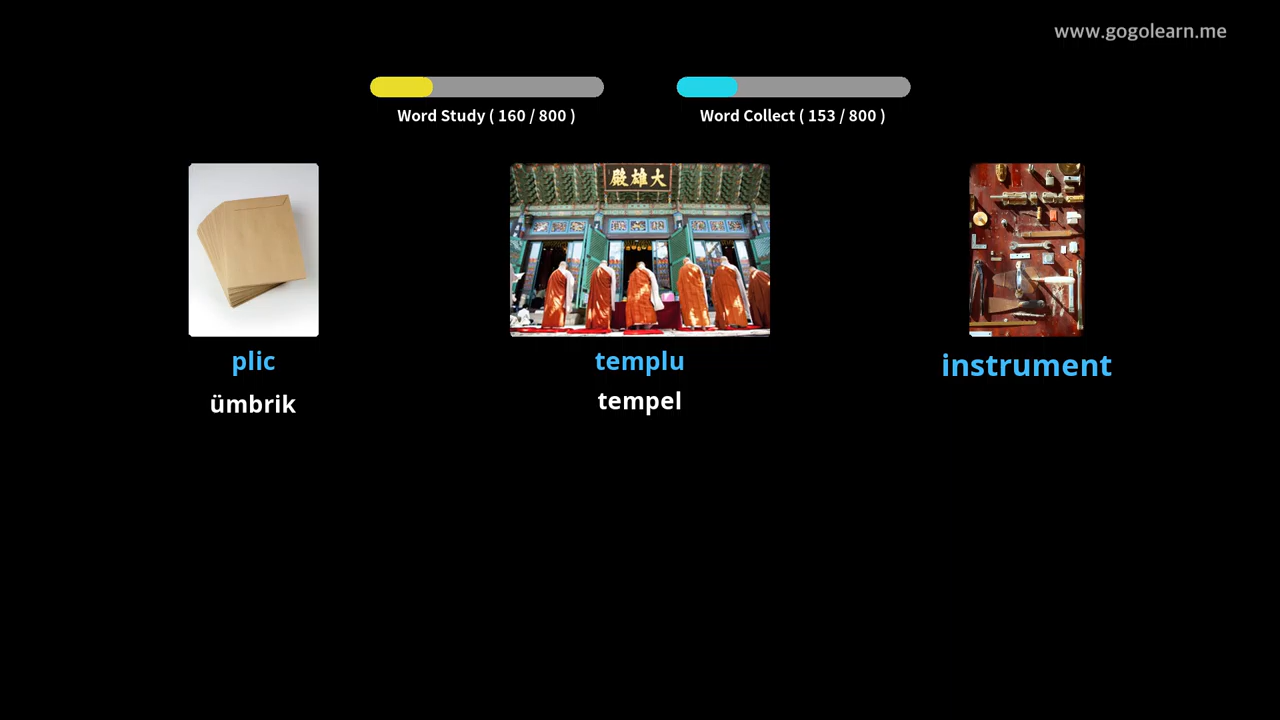 www.gogolearn.me
Word Study ( 160 / 800 )
Word Collect ( 153 / 800 )
大雄殿
plic
templu
instrument
ümbrik
tempel